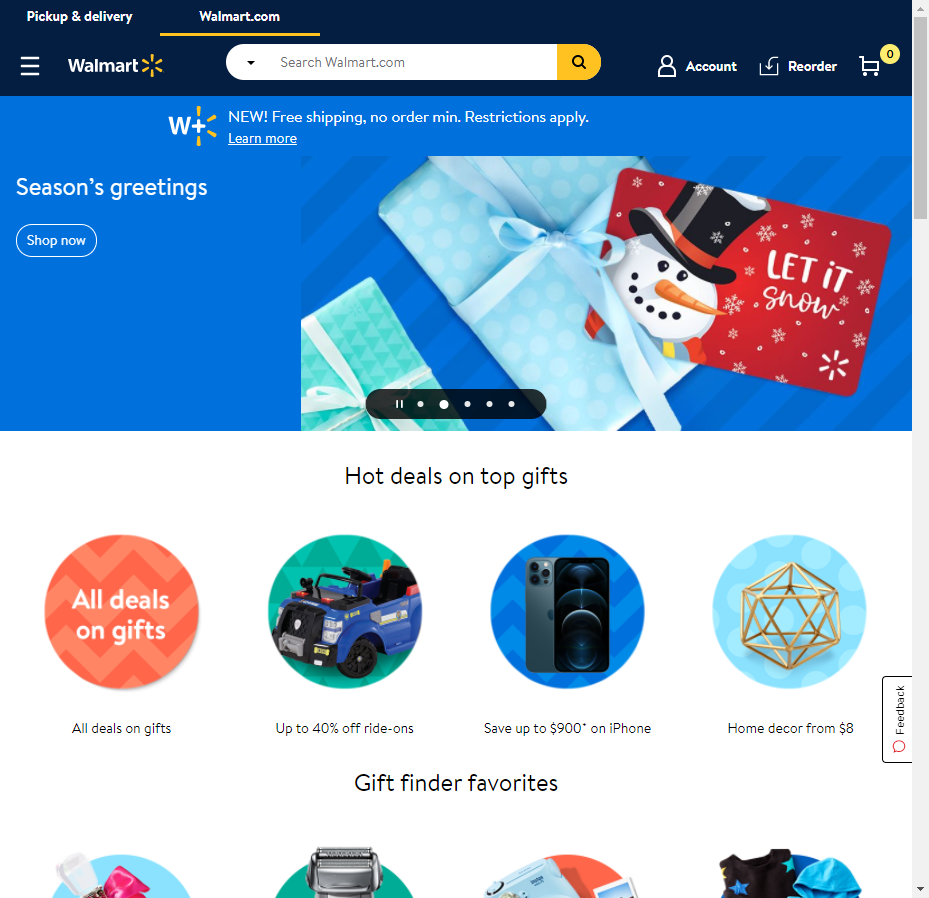 Pickup & delivery
Walmart.com
Walmart
Search Walmart.com
Account
Reorder
0
W+
NEW! Free shipping, no order min. Restrictions apply.
Learn more
Season's greetings
Shop now
LET iT
snow
Hot deals on top gifts
All deals
on gifts
All deals on gifts
Up to 40% off ride-ons
Save up to $900* on iPhone
Home decor from $8
Feedback
Gift finder favorites